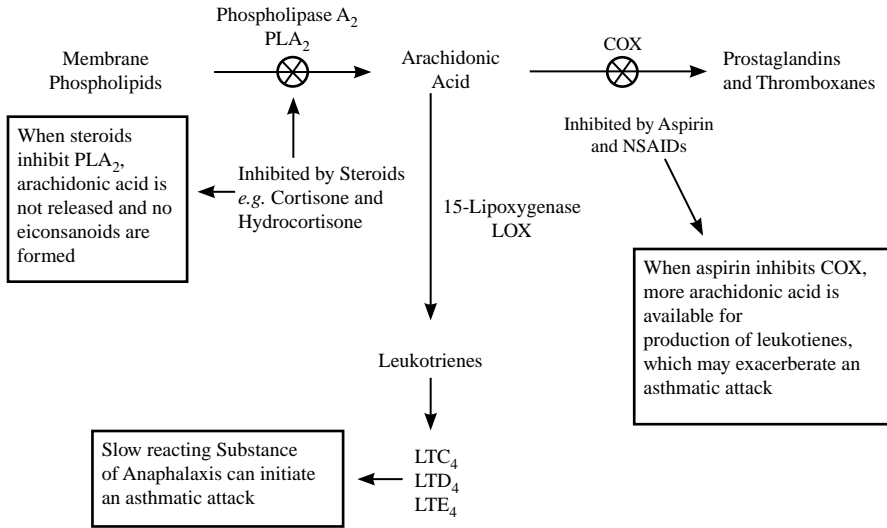 Phospholipase A₂
PLA₂
COX
Membrane
Phospholipids
Arachidonic
Acid
Prostaglandins
and Thromboxanes
When steroids
inhibit PLA₂,
arachidonic acid is
not released and no
eiconsanoids are
formed
Inhibited by Steroids
e.g. Cortisone and
Hydrocortisone
Inhibited by Aspirin
and NSAIDs
15-Lipoxygenase
LOX
When aspirin inhibits COX,
more arachidonic acid is
available for
production of leukotienes,
which may exacerberate an
asthmatic attack
Leukotrienes
Slow reacting Substance
of Anaphalaxis can initiate
an asthmatic attack
LTC₄
LTD₄
LTE₄